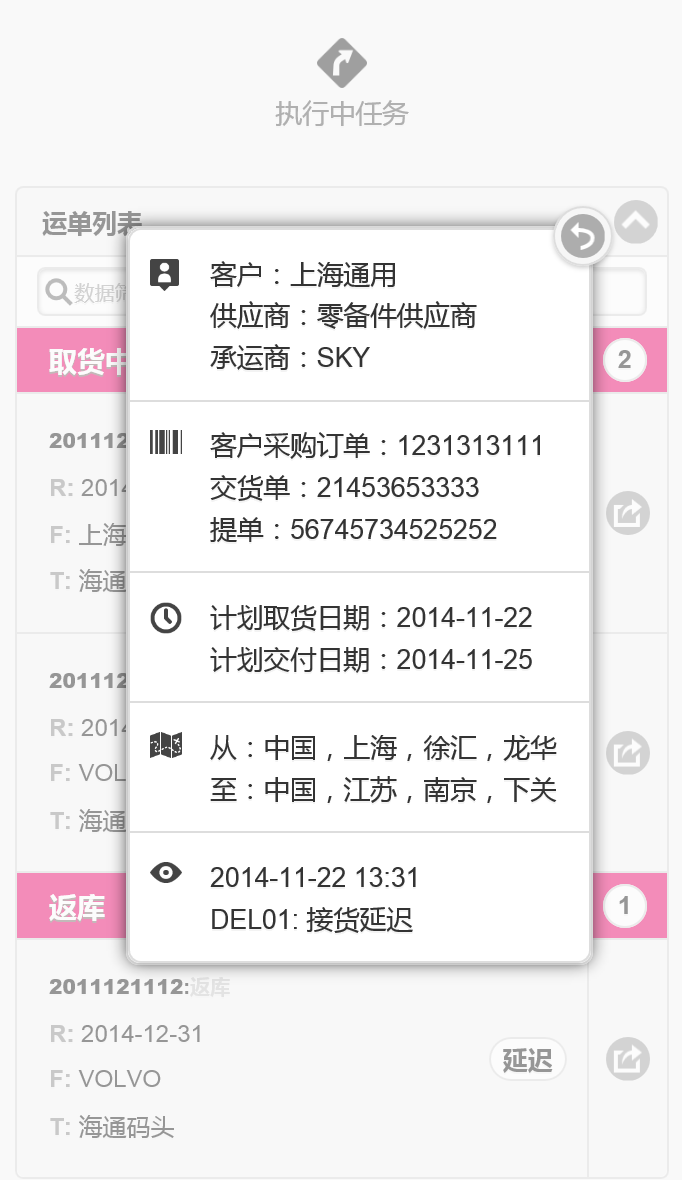 执行中任务
运单列表
数据
客户：上海通用
供应商：零备件供应商
承运商：SKY
取货中
2
201112
R: 2014
F: 上海
T: 海通
客户采购订单：1231313111
交货单：21453653333
提单：56745734525252
计划取货日期：2014-11-22
计划交付日期：2014-11-25
201112
R: 2014
F: VOL
T: 海通
从：中国，上海，徐汇，龙华
至：中国，江苏，南京，下关
2014-11-22 13:31
DEL01: 接货延迟
返库
1
2011121112:返库
R: 2014-12-31
F: VOLVO
T: 海通码头
延迟